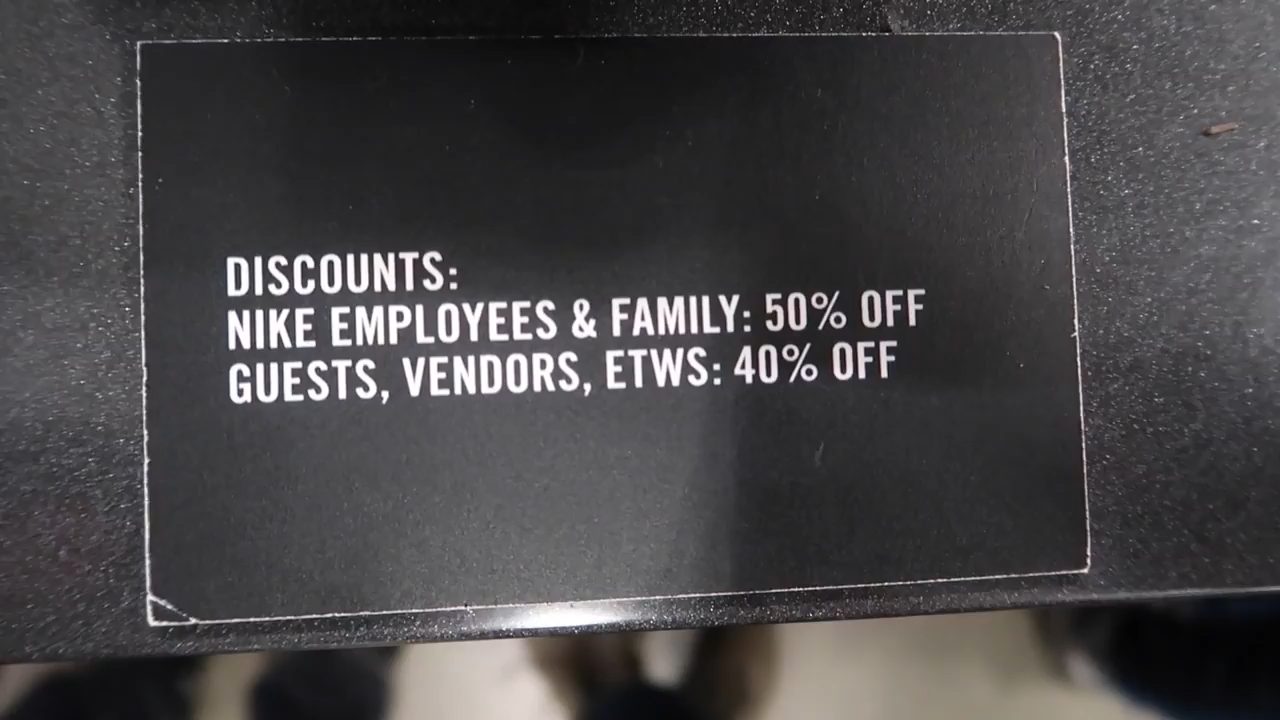 DISCOUNTS:
NIKE EMPLOYEES & FAMILY: 50% OFF
GUESTS, VENDORS, ETWS: 40% OFF